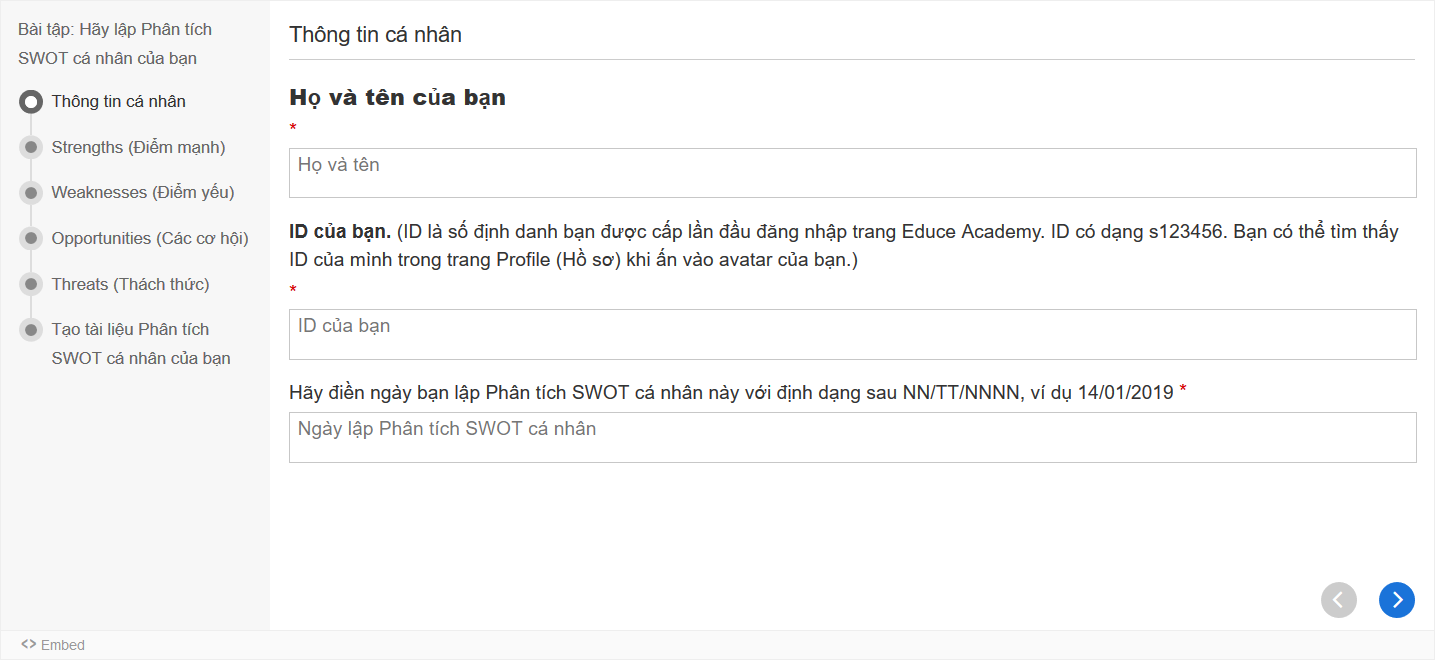 Bài tập: Hãy lập Phân tích
SWOT cá nhân của bạn
Thông tin cá nhân
Strengths (Điểm mạnh)
Weaknesses (Điểm yếu)
Opportunities (Các cơ hội)
Threats (Thách thức)
Tạo tài liệu Phân tích
SWOT cá nhân của bạn
Thông tin cá nhân
Họ và tên của bạn
*
Họ và tên
ID của bạn. (ID là số định danh bạn được cấp lần đầu đăng nhập trang Educe Academy. ID có dạng s123456. Bạn có thể tìm thấy
ID của mình trong trang Profile (Hồ sơ) khi ấn vào avatar của bạn.)
*
ID của bạn
Hãy điền ngày bạn lập Phân tích SWOT cá nhân này với định dạng sau NN/TT/NNNN, ví dụ 14/01/2019 *
Ngày lập Phân tích SWOT cá nhân
<> Embed